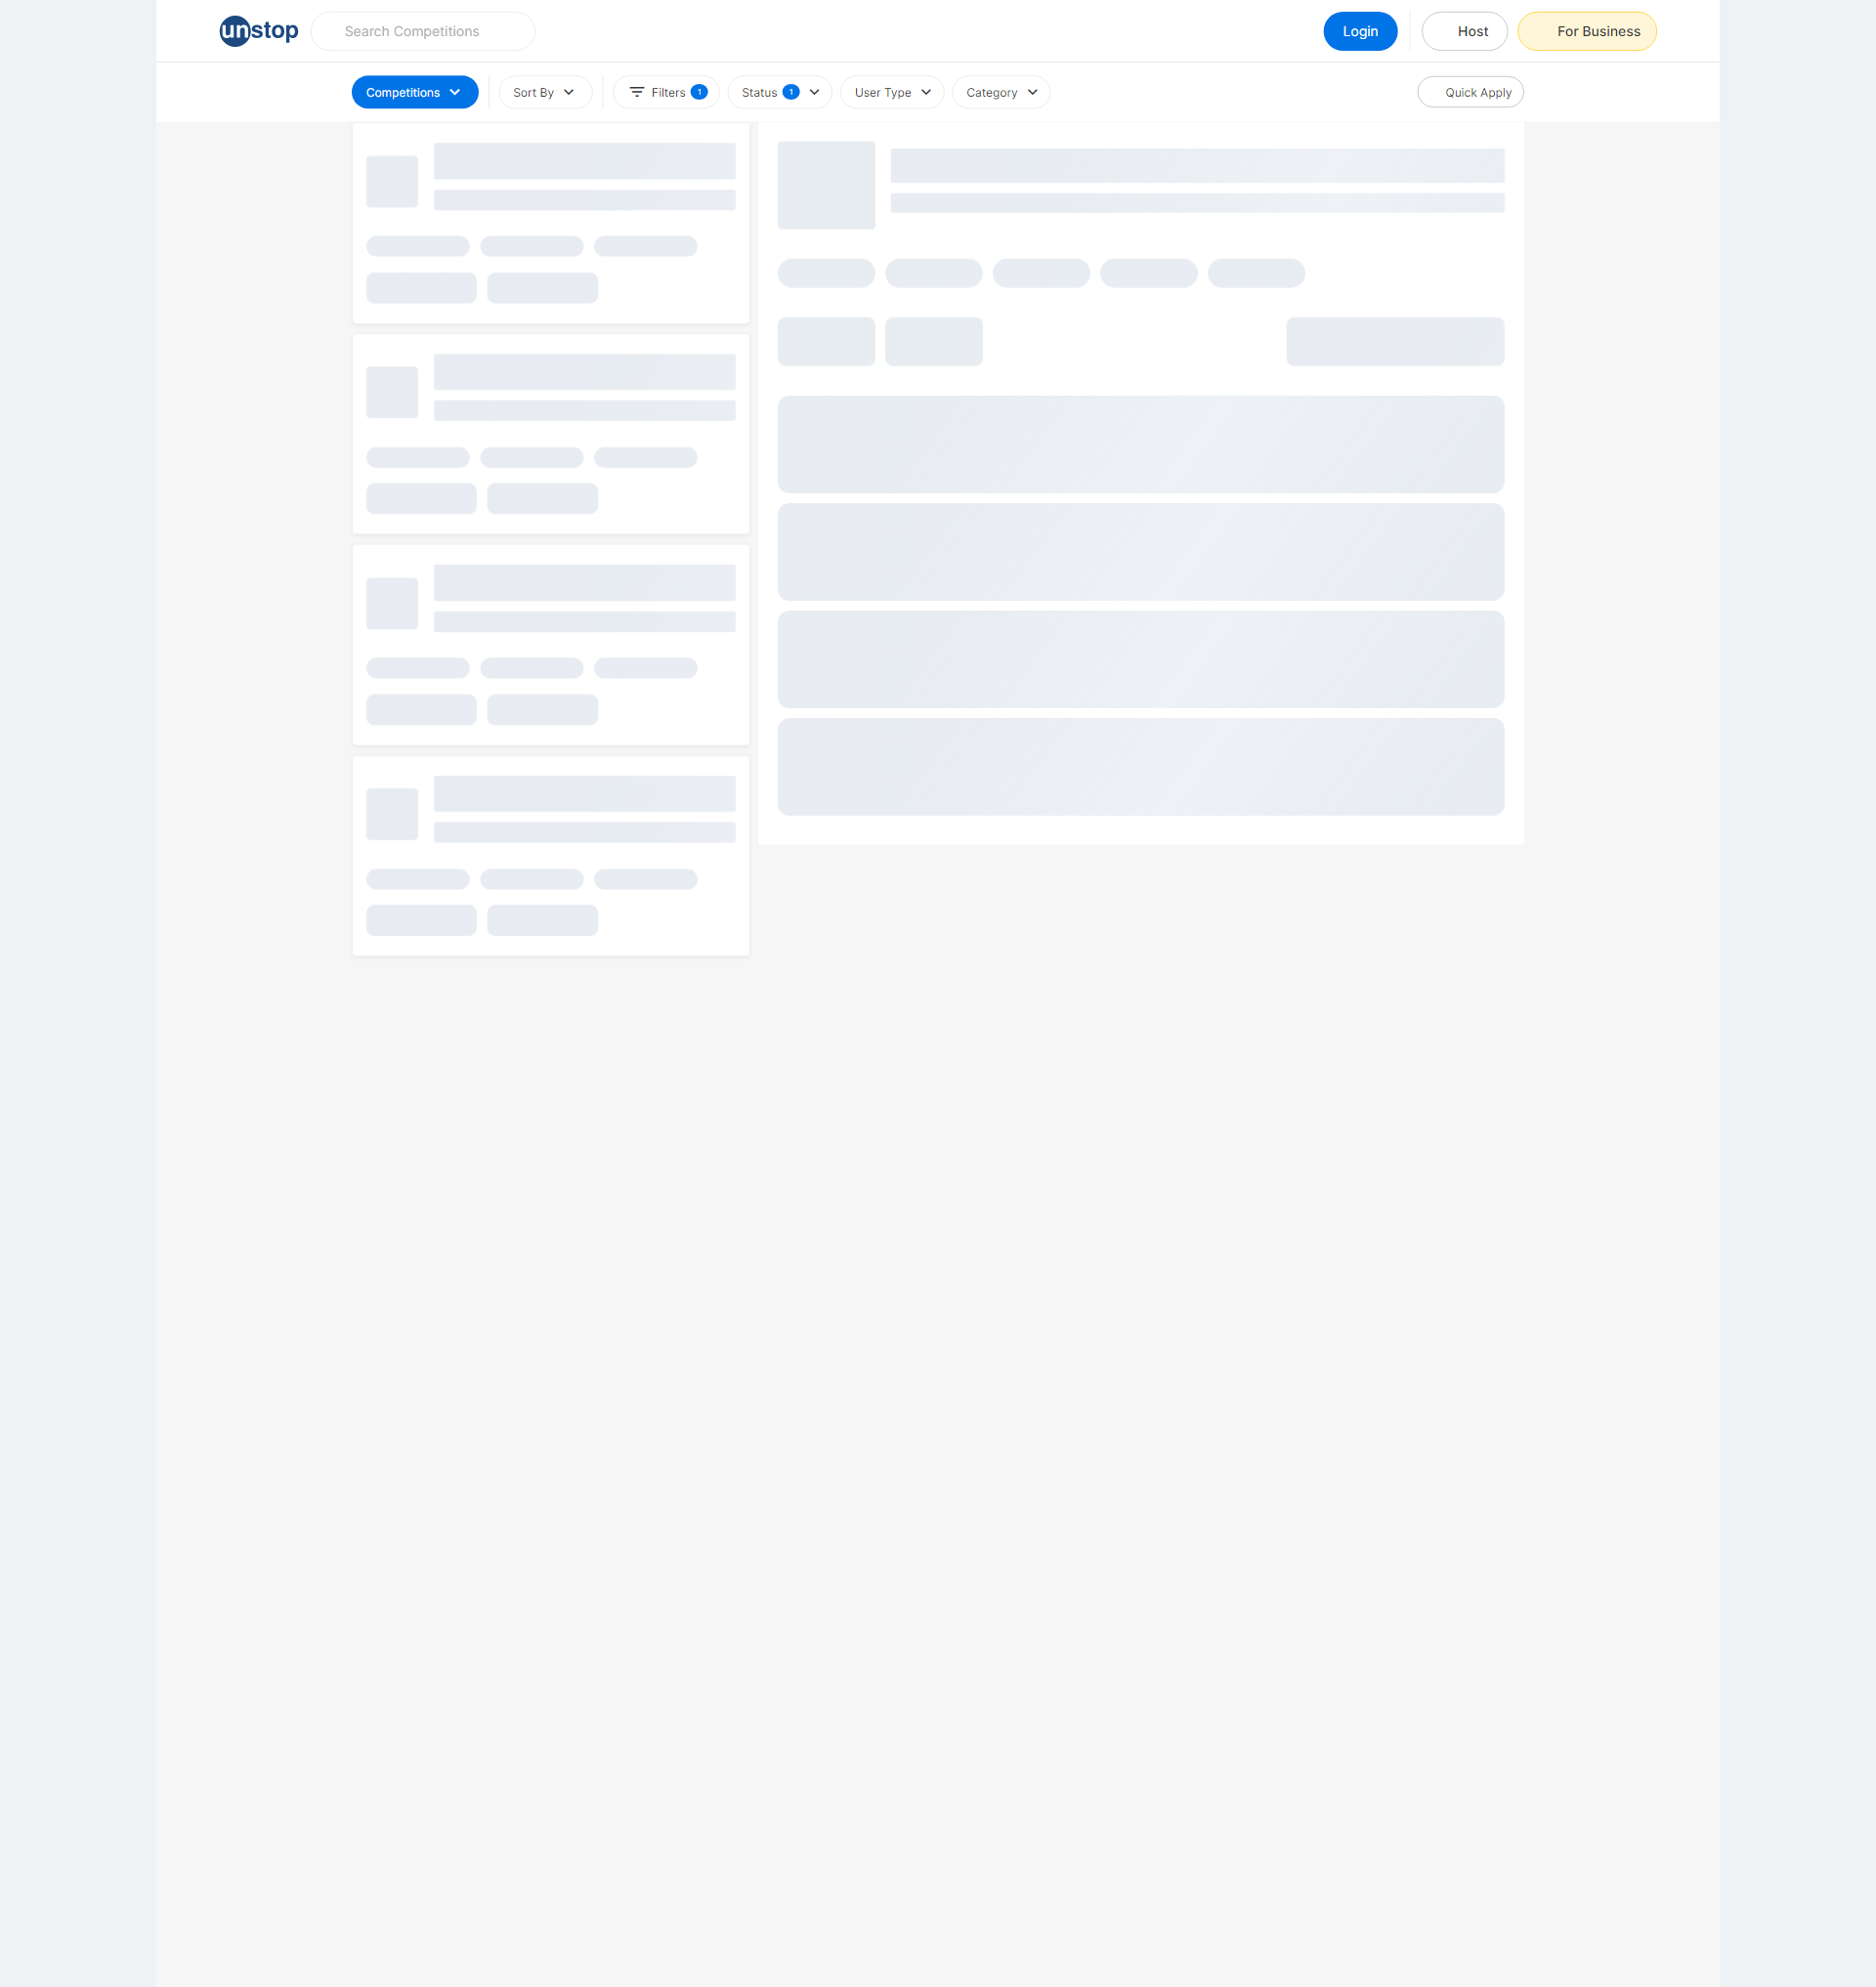 unstop Search Competitions Login Host For Business
Competitions Sort By Filters 1 Status 1 User Type Category Quick Apply